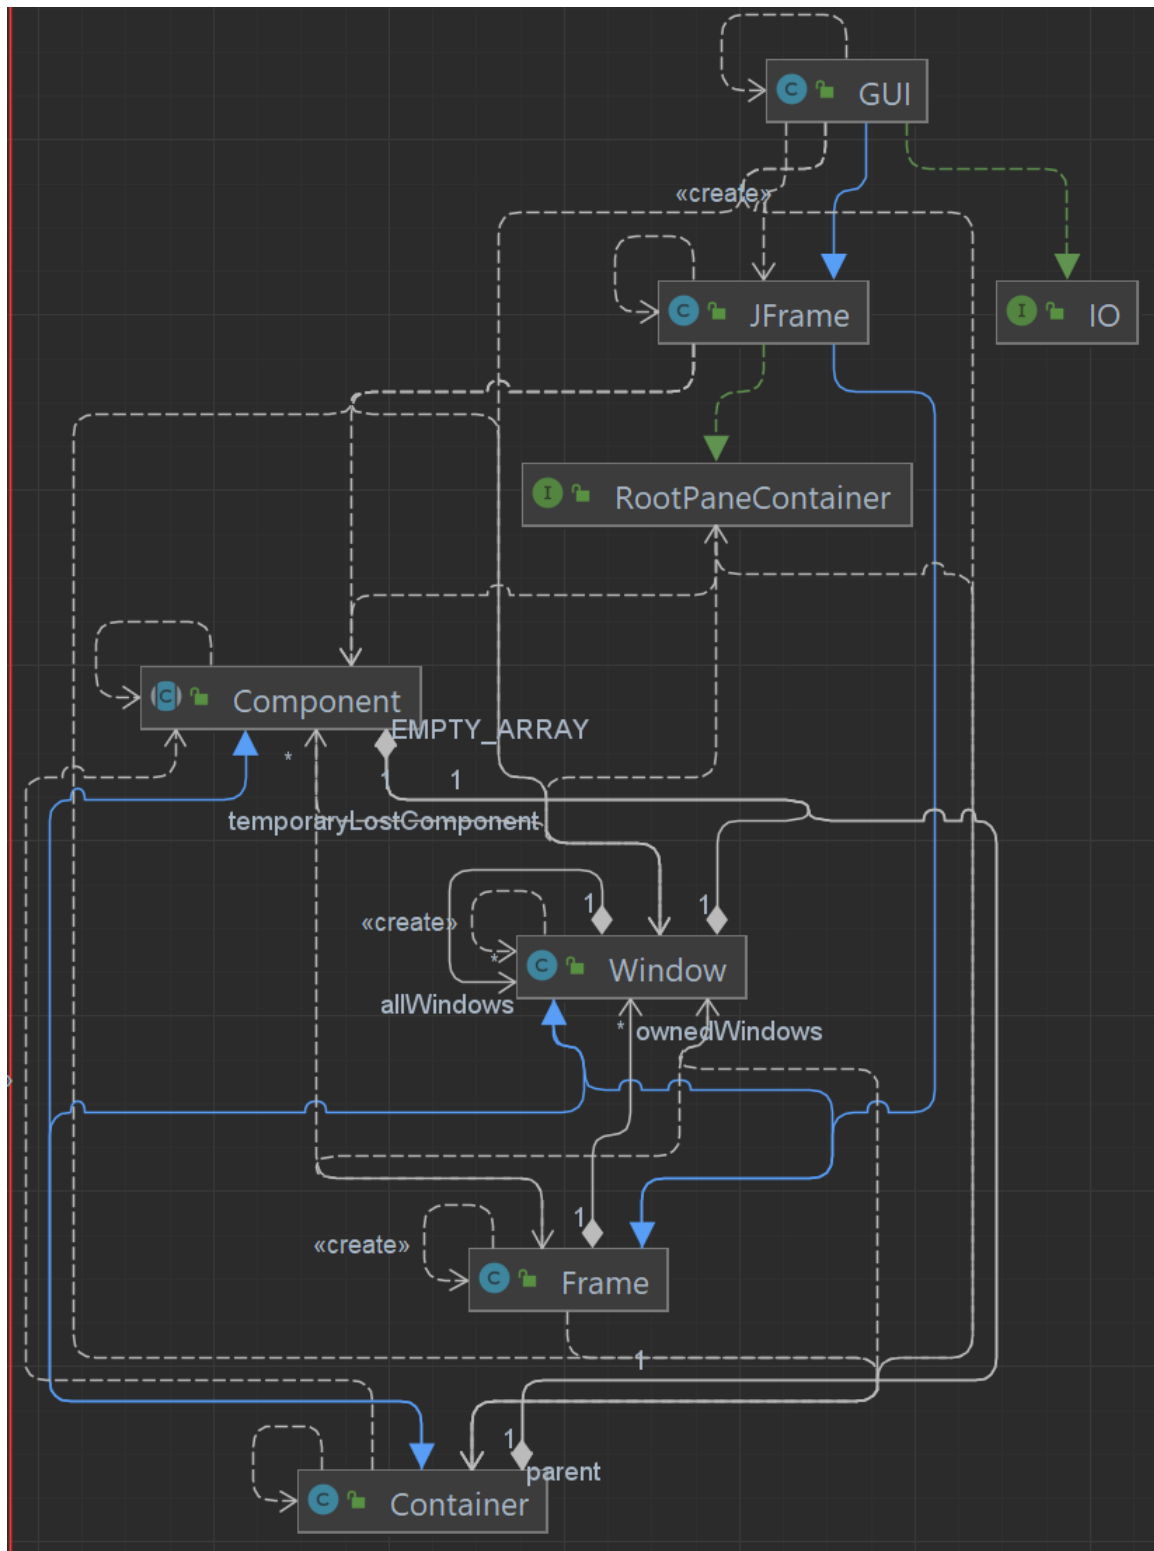 GUI
«create»
JFrame
IO
RootPaneContainer
Component
EMPTY_ARRAY
*
1
1
temporaryLostComponent
1
1
«create»
*
Window
allWindows
*
ownedWindows
1
«create»
Frame
1
1
parent
Container